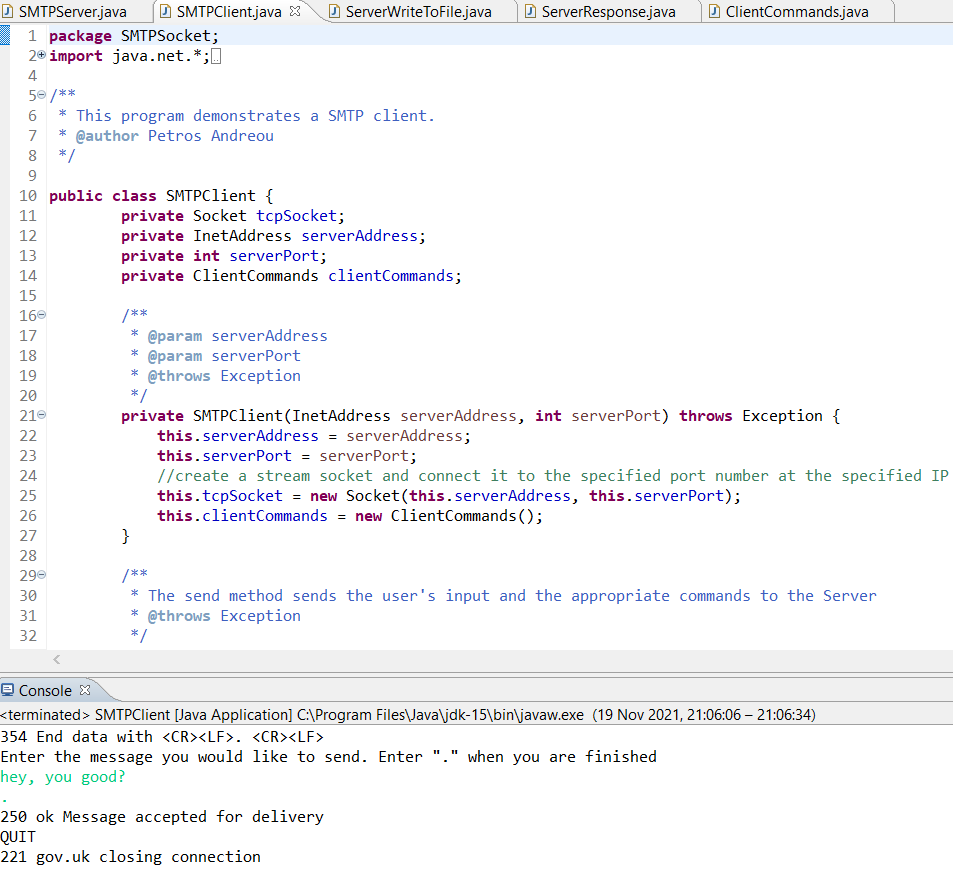 SMTPServer.java SMTPClient.java ServerWriteToFile.java ServerResponse.java ClientCommands.java
1 package SMTPSocket;
2 import java.net.*;
4
5 /**
6 * This program demonstrates a SMTP client.
7 * @author Petros Andreou
8 */
9
10 public class SMTPClient {
11 private Socket tcpSocket;
12 private InetAddress serverAddress;
13 private int serverPort;
14 private ClientCommands clientCommands;
15
16 /**
17 * @param serverAddress
18 * @param serverPort
19 * @throws Exception
20 */
21 private SMTPClient(InetAddress serverAddress, int serverPort) throws Exception {
22 this.serverAddress = serverAddress;
23 this.serverPort = serverPort;
24 //create a stream socket and connect it to the specified port number at the specified IP
25 this.tcpSocket = new Socket(this.serverAddress, this.serverPort);
26 this.clientCommands = new ClientCommands();
27 }
28
29 /**
30 * The send method sends the user's input and the appropriate commands to the Server
31 * @throws Exception
32 */
Console
<terminated> SMTPClient [Java Application] C:\Program Files\Java\jdk-15\bin\javaw.exe (19 Nov 2021, 21:06:06 – 21:06:34)
354 End data with <CR><LF>. <CR><LF>
Enter the message you would like to send. Enter "." when you are finished
hey, you good?
.
250 ok Message accepted for delivery
QUIT
221 gov.uk closing connection